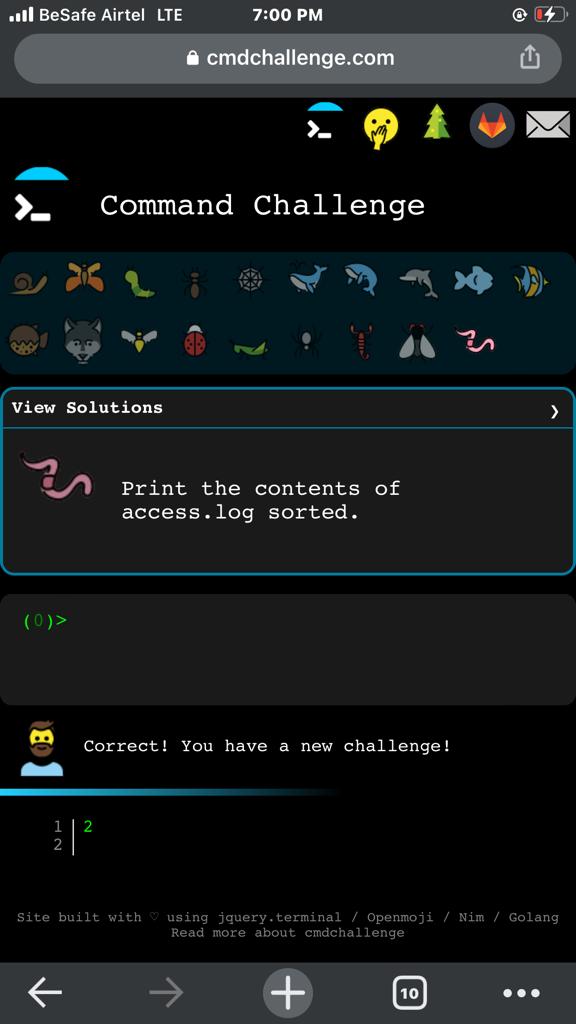 BeSafe Airtel LTE 7:00 PM
cmdchallenge.com
Command Challenge
View Solutions
Print the contents of
access.log sorted.
(0)>
Correct! You have a new challenge!
1 2
2
Site built with ♡ using jquery.terminal / Openmoji / Nim / Golang
Read more about cmdchallenge
10